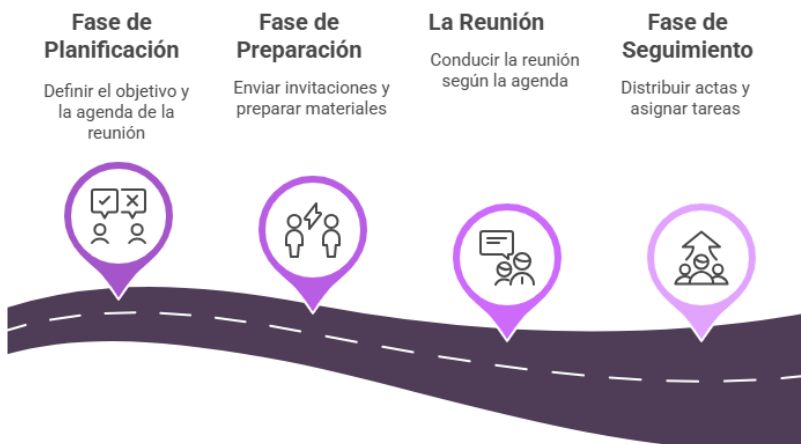 Fase de
Planificación
Definir el objetivo y
la agenda de la
reunión
Fase de
Preparación
Enviar invitaciones y
preparar materiales
La Reunión
Conducir la reunión
según la agenda
Fase de
Seguimiento
Distribuir actas y
asignar tareas